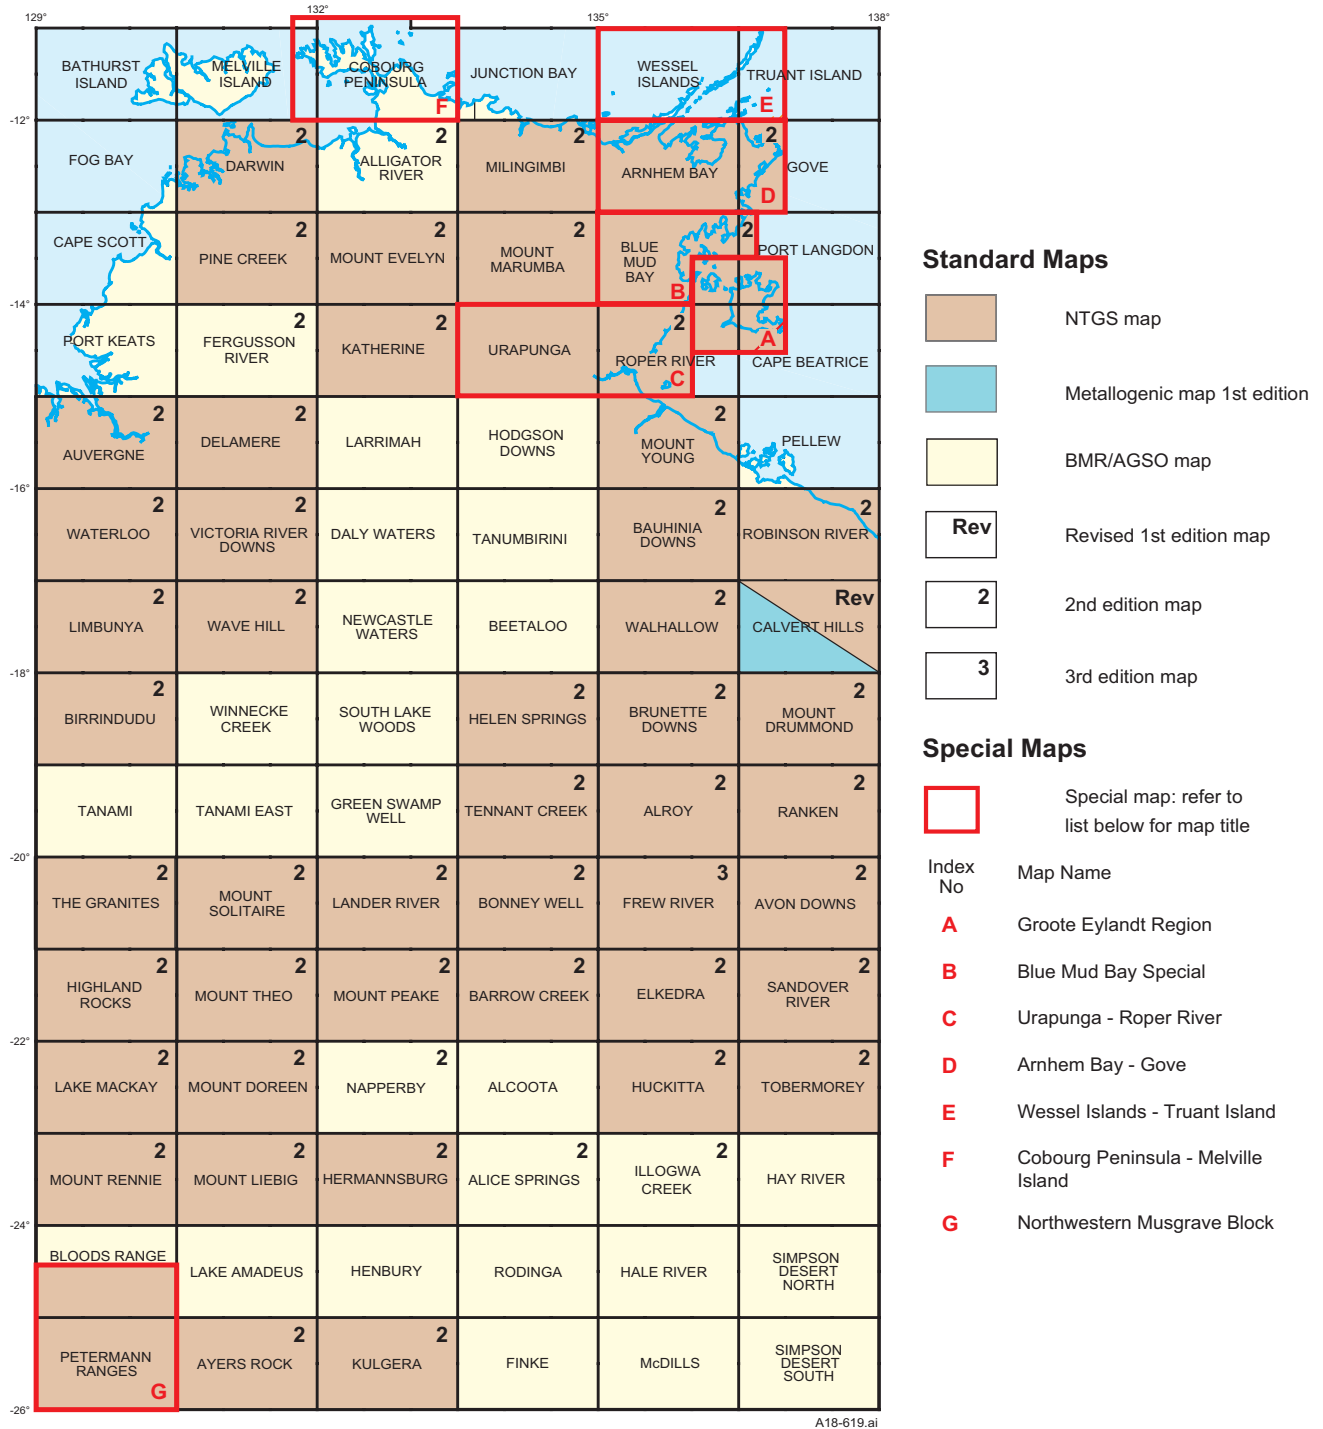 129°
132°
135°
138°
BATHURST
ISLAND
MELVILLE
ISLAND
COBOURG
PENINSULA
F
JUNCTION BAY
WESSEL
ISLANDS
TRUANT ISLAND
E
-12°
FOG BAY
2
DARWIN
2
ALLIGATOR
RIVER
2
MILINGIMBI
ARNHEM BAY
2
GOVE
D
CAPE SCOTT
2
PINE CREEK
2
MOUNT EVELYN
2
MOUNT
MARUMBA
BLUE
MUD
BAY
B
2
PORT LANGDON
-14°
PORT KEATS
2
FERGUSSON
RIVER
2
KATHERINE
URAPUNGA
2
ROPER RIVER
C
A
CAPE BEATRICE
2
AUVERGNE
2
DELAMERE
LARRIMAH
HODGSON
DOWNS
2
MOUNT
YOUNG
PELLEW
-16°
2
WATERLOO
2
VICTORIA RIVER
DOWNS
DALY WATERS
TANUMBIRINI
2
BAUHINIA
DOWNS
2
ROBINSON RIVER
2
LIMBUNYA
2
WAVE HILL
NEWCASTLE
WATERS
BEETALOO
2
WALHALLOW
Rev
CALVERT HILLS
-18°
2
BIRRINDUDU
WINNECKE
CREEK
SOUTH LAKE
WOODS
2
HELEN SPRINGS
2
BRUNETTE
DOWNS
2
MOUNT
DRUMMOND
TANAMI
TANAMI EAST
GREEN SWAMP
WELL
2
TENNANT CREEK
2
ALROY
2
RANKEN
-20°
2
THE GRANITES
2
MOUNT
SOLITAIRE
2
LANDER RIVER
2
BONNEY WELL
3
FREW RIVER
2
AVON DOWNS
2
HIGHLAND
ROCKS
2
MOUNT THEO
2
MOUNT PEAKE
2
BARROW CREEK
2
ELKEDRA
2
SANDOVER
RIVER
-22°
2
LAKE MACKAY
2
MOUNT DOREEN
2
NAPPERBY
ALCOOTA
2
HUCKITTA
2
TOBERMOREY
2
MOUNT RENNIE
2
MOUNT LIEBIG
2
HERMANNSBURG
2
ALICE SPRINGS
2
ILLOGWA
CREEK
HAY RIVER
-24°
BLOODS RANGE
LAKE AMADEUS
HENBURY
RODINGA
HALE RIVER
SIMPSON
DESERT
NORTH
PETERMANN
RANGES
G
2
AYERS ROCK
2
KULGERA
FINKE
McDILLS
SIMPSON
DESERT
SOUTH
-26°
A18-619.ai
Standard Maps
NTGS map
Metallogenic map 1st edition
BMR/AGSO map
Rev
Revised 1st edition map
2
2nd edition map
3
3rd edition map
Special Maps
Special map: refer to
list below for map title
Index
No
Map Name
A Groote Eylandt Region
B Blue Mud Bay Special
C Urapunga - Roper River
D Arnhem Bay - Gove
E Wessel Islands - Truant Island
F Cobourg Peninsula - Melville
Island
G Northwestern Musgrave Block